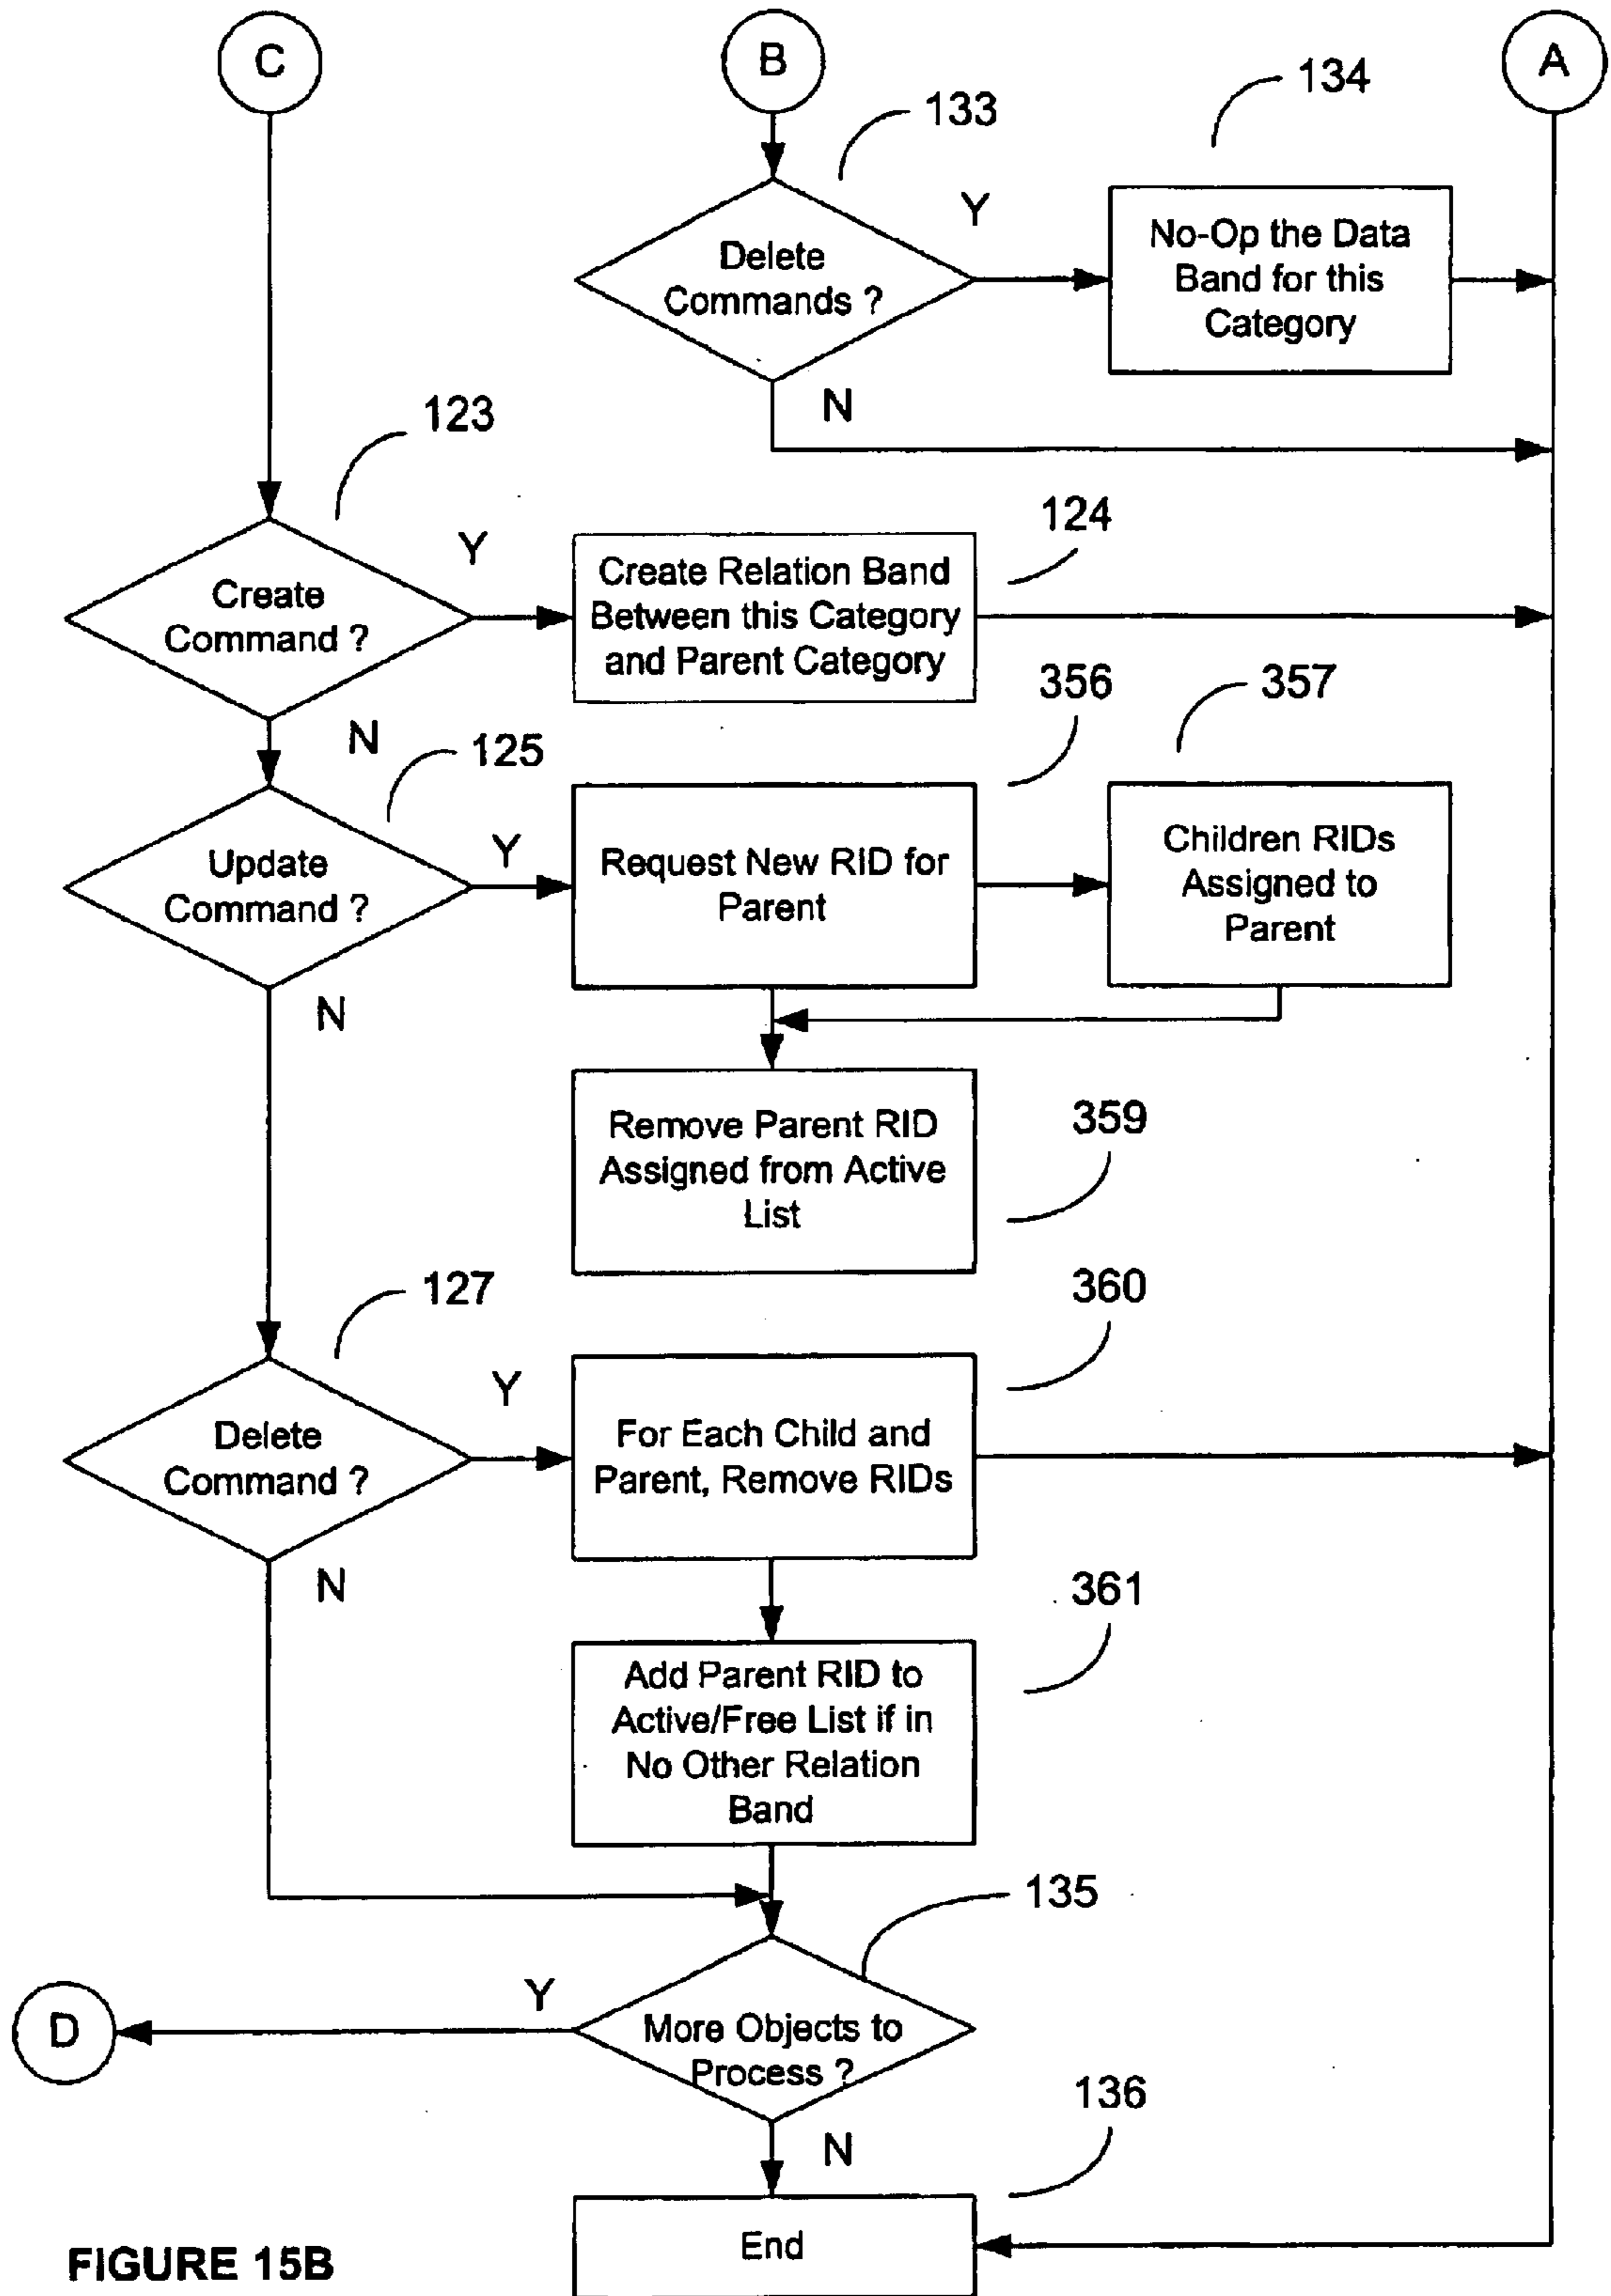 C
B
A
133
134
Y
Delete
Commands ?
No-Op the Data
Band for this
Category
N
123
124
Y
Create
Command ?
Create Relation Band
Between this Category
and Parent Category
N
356
357
125
Y
Update
Command ?
Request New RID for
Parent
Children RIDs
Assigned to
Parent
N
Remove Parent RID
Assigned from Active
List
359
127
360
Y
Delete
Command ?
For Each Child and
Parent, Remove RIDs
N
361
Add Parent RID to
Active/Free List if in
No Other Relation
Band
135
Y
D
More Objects to
Process ?
136
N
End
FIGURE 15B